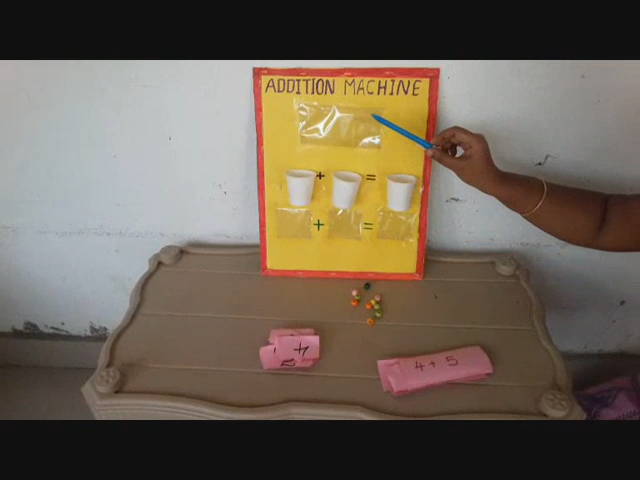 ADDITION MACHINE
+ =
+ =
4 + 5